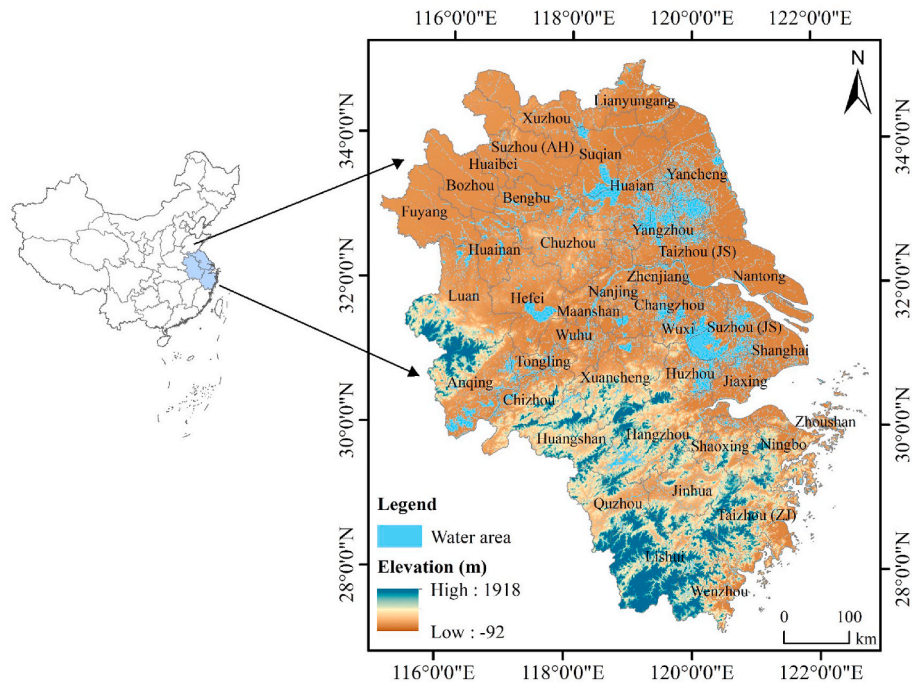 116°0'0"E 118°0'0"E 120°0'0"E 122°0'0"E
N
34°0'0"N
32°0'0"N
30°0'0"N
28°0'0"N
34°0'0"N
32°0'0"N
30°0'0"N
28°0'0"N
Lianyungang
Xuzhou
Suzhou (AH)
Suqian
Huaibei
Yancheng
Bozhou
Huaian
Bengbu
Fuyang
Yangzhou
Huainan
Chuzhou
Taizhou (JS)
Zhenjiang
Nantong
Luan
Hefei
Nanjing
Changzhou
Maanshan
Wuhu
Wuxi
Suzhou (JS)
Shanghai
Tongling
Anqing
Xuancheng
Huzhou
Jiaxing
Chizhou
Zhoushan
Huangshan
Hangzhou
Shaoxing
Ningbo
Quzhou
Jinhua
Taizhou (ZJ)
Lishui
Wenzhou
Legend
Water area
Elevation (m)
High : 1918
Low : -92
0 100
km
116°0'0"E 118°0'0"E 120°0'0"E 122°0'0"E